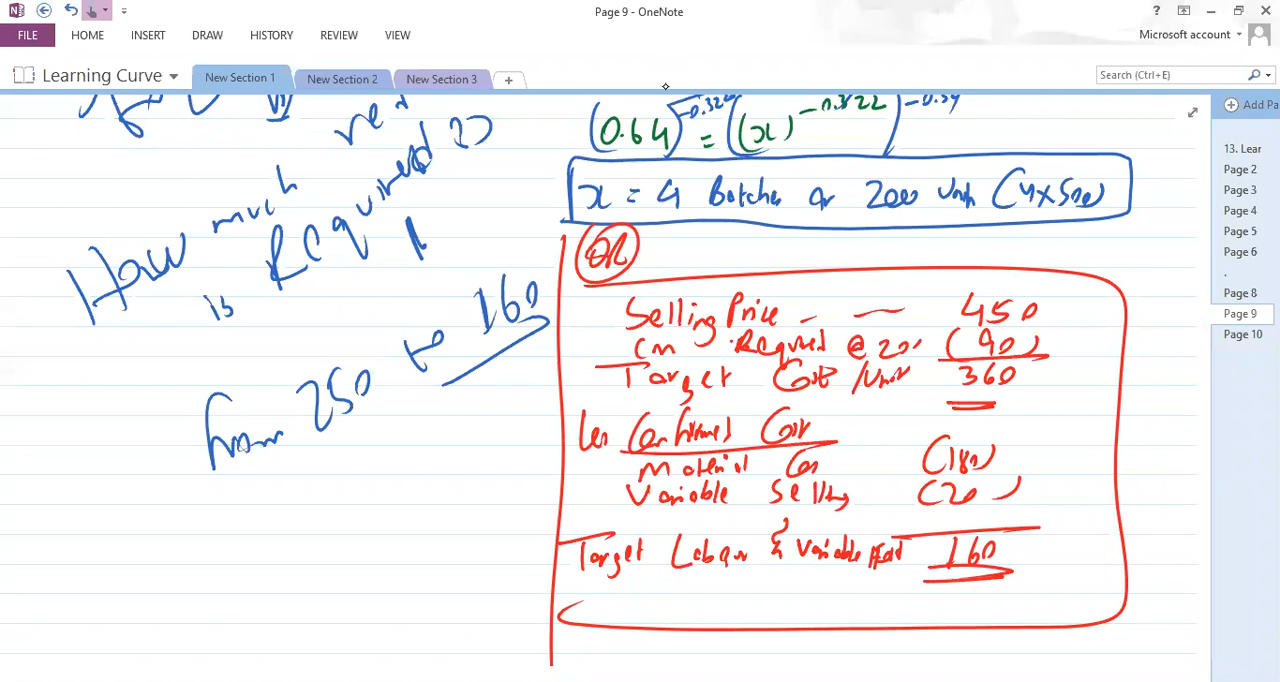 Page 9 - OneNote
FILE HOME INSERT DRAW HISTORY REVIEW VIEW
Microsoft account
Learning Curve New Section 1 New Section 2 New Section 3 +
Search (Ctrl+E)
Add Pa
13. Lear
Page 2
Page 3
Page 4
Page 5
Page 6
.
Page 8
Page 9
Page 10
How much
is Required
from 250 to 160
(0.64) = (x)
x = 4 Batches or 2000 Units (4x500)
OR
Selling Price - — 450
CM Required @ 20% (90)
Target Cost /Unit 360
Less Confirmed Cost
Material Cost (180)
Variable Selling (20)
Target Labour & Variable 160